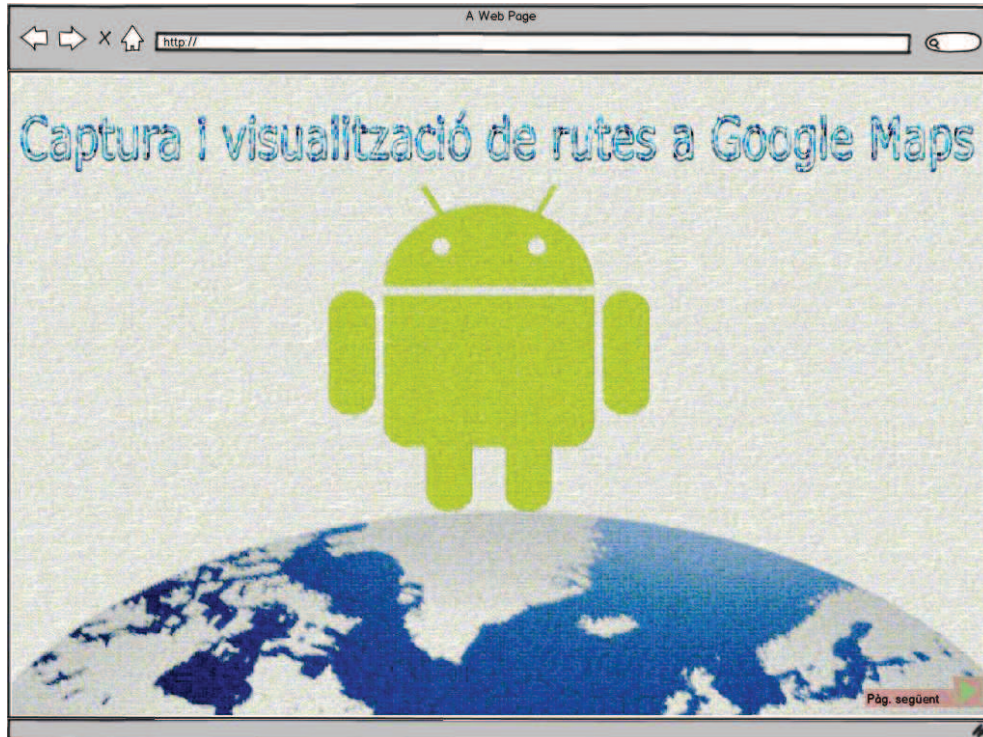 A Web Page
http://
Captura i visualització de rutes a Google Maps
Pàg. següent